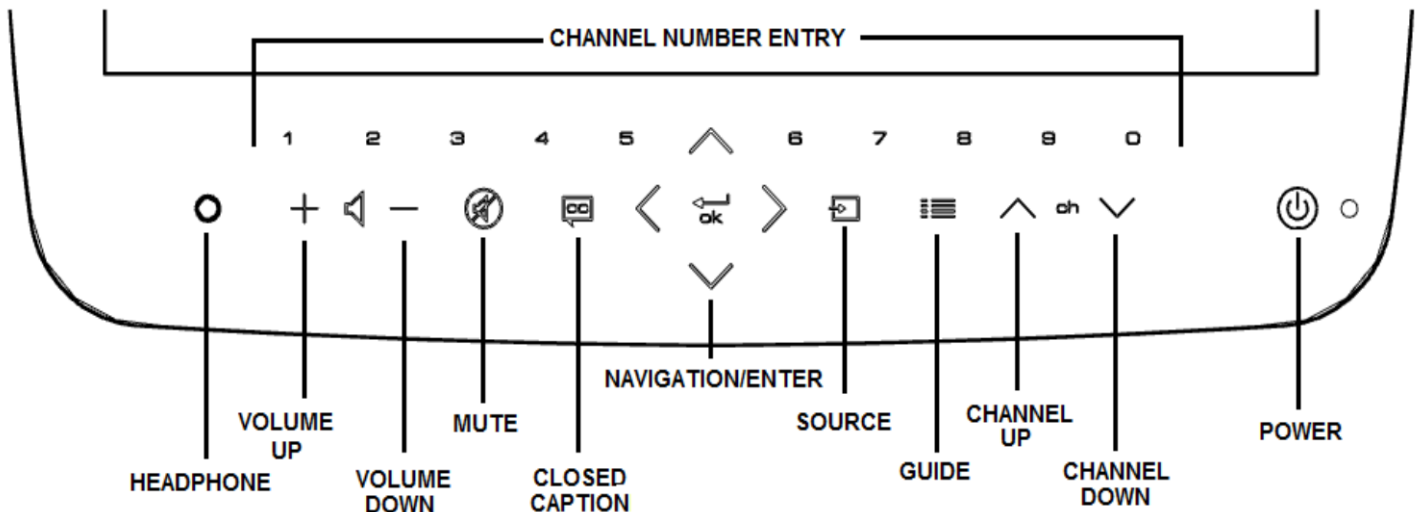 CHANNEL NUMBER ENTRY
1 2 3 4 5 6 7 8 9 0
CC ok ch
NAVIGATION/ENTER
VOLUME
UP
MUTE
SOURCE
CHANNEL
UP
POWER
HEADPHONE
VOLUME
DOWN
CLOSED
CAPTION
GUIDE
CHANNEL
DOWN